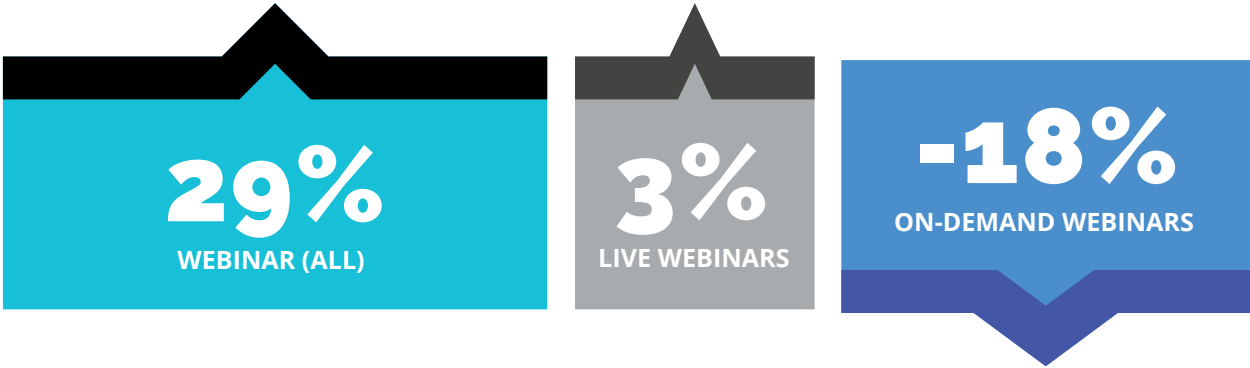 29%
WEBINAR (ALL)
3%
LIVE WEBINARS
-18%
ON-DEMAND WEBINARS